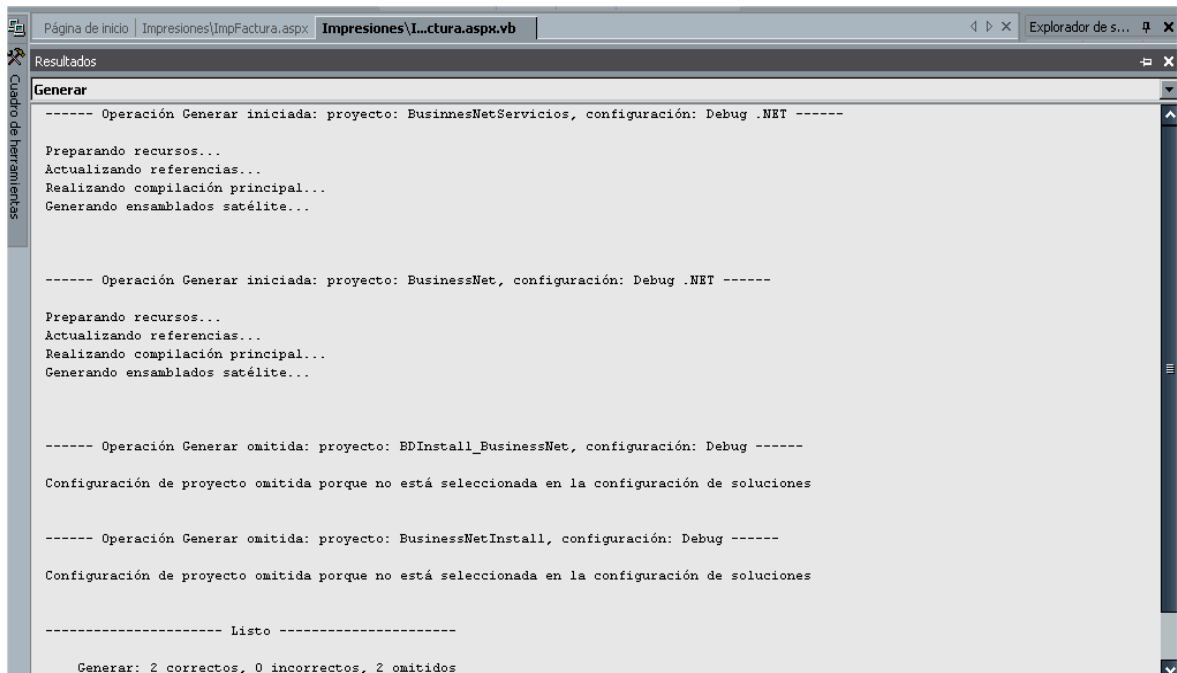 Página de inicio
Impresiones\ImpFactura.aspx
Impresiones\I...ctura.aspx.vb
Explorador de s...
Cuadro de herramientas
Resultados
Generar
------ Operación Generar iniciada: proyecto: BusinnesNetServicios, configuración: Debug .NET ------
Preparando recursos...
Actualizando referencias...
Realizando compilación principal...
Generando ensamblados satélite...
------ Operación Generar iniciada: proyecto: BusinessNet, configuración: Debug .NET ------
Preparando recursos...
Actualizando referencias...
Realizando compilación principal...
Generando ensamblados satélite...
------ Operación Generar omitida: proyecto: BDInstall_BusinessNet, configuración: Debug ------
Configuración de proyecto omitida porque no está seleccionada en la configuración de soluciones
------ Operación Generar omitida: proyecto: BusinessNetInstall, configuración: Debug ------
Configuración de proyecto omitida porque no está seleccionada en la configuración de soluciones
---------------------- Listo ----------------------
Generar: 2 correctos, 0 incorrectos, 2 omitidos